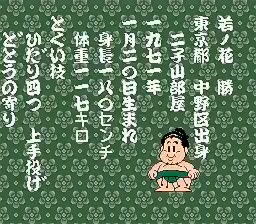 若ノ花 勝
東京都 中野区出身
二子山部屋
一九七一年
一月二〇日生まれ
身長一八〇センチ
体重一一七キロ
とくい技
ひだり四つ 上手投げ
どとうの寄り